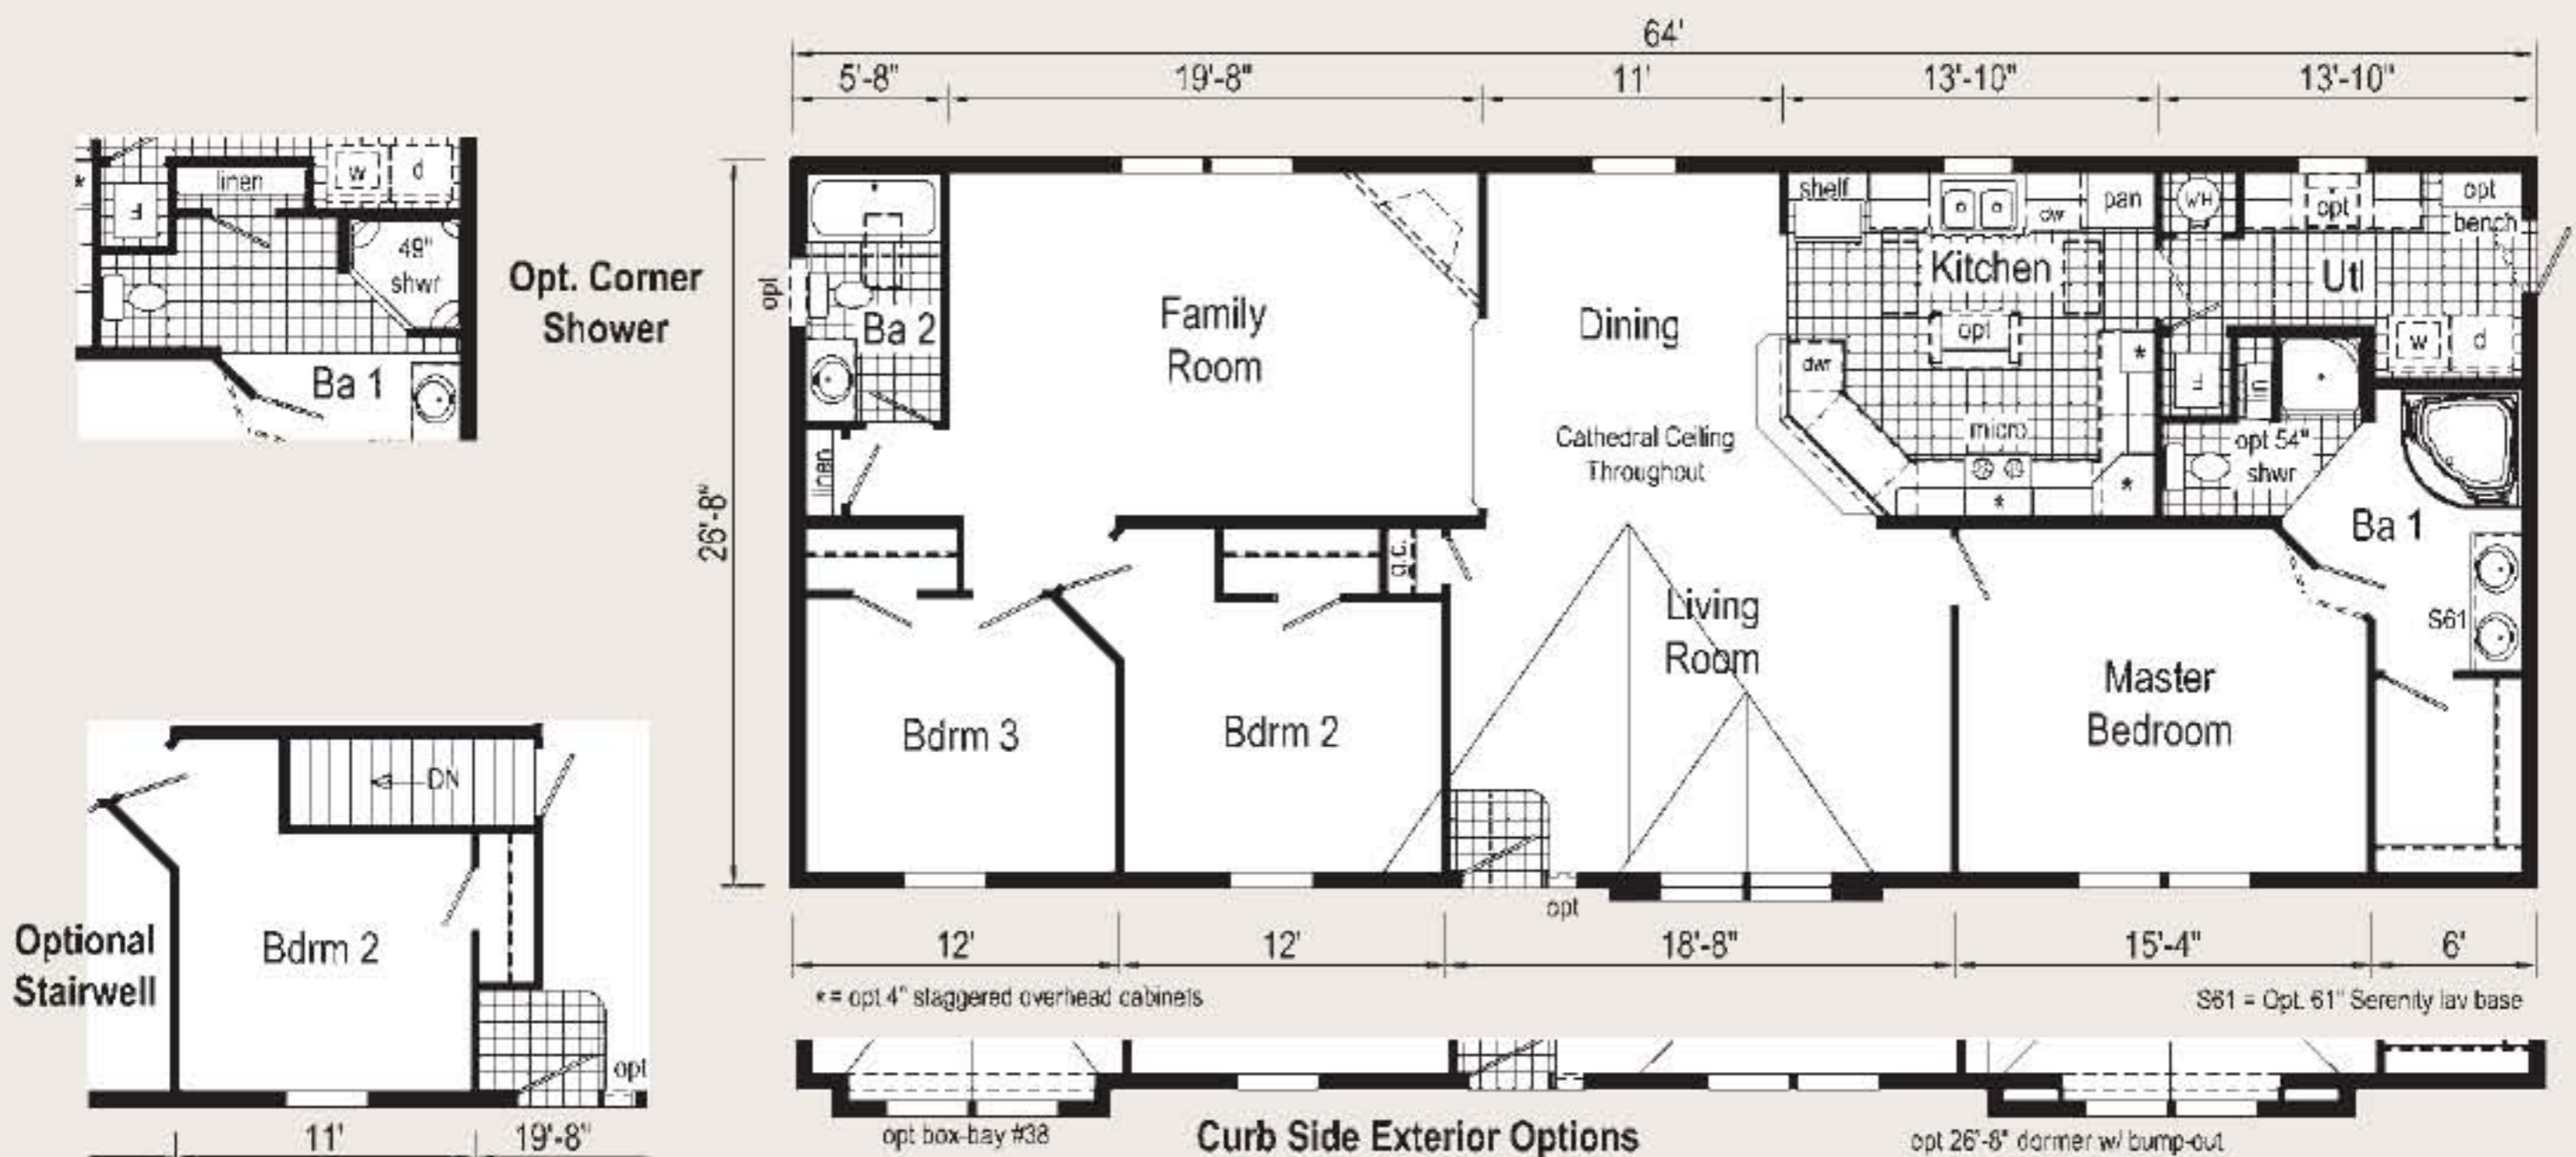 64'
5'-8"
19'-8"
11'
13'-10"
13'-10"
linen
w
d
F
*
49"
shwr
Ba 1
Opt. Corner
Shower
26'-8"
opt
Ba 2
linen
Family
Room
Dining
Cathedral Ceiling
Throughout
shelf
dw
pan
Kitchen
opt
dwr
micro
*
*
*
WH
opt
opt
bench
Utl
w
d
F
lin
opt 54"
shwr
Ba 1
S61
g.c.
Living
Room
Master
Bedroom
Bdrm 3
Bdrm 2
opt
12'
12'
18'-8"
15'-4"
6'
* = opt 4" staggered overhead cabinets
S61 = Opt. 61" Serenity lav base
DN
Optional
Stairwell
Bdrm 2
opt
11'
19'-8"
opt box-bay #38
Curb Side Exterior Options
opt 26'-8" dormer w/ bump-out